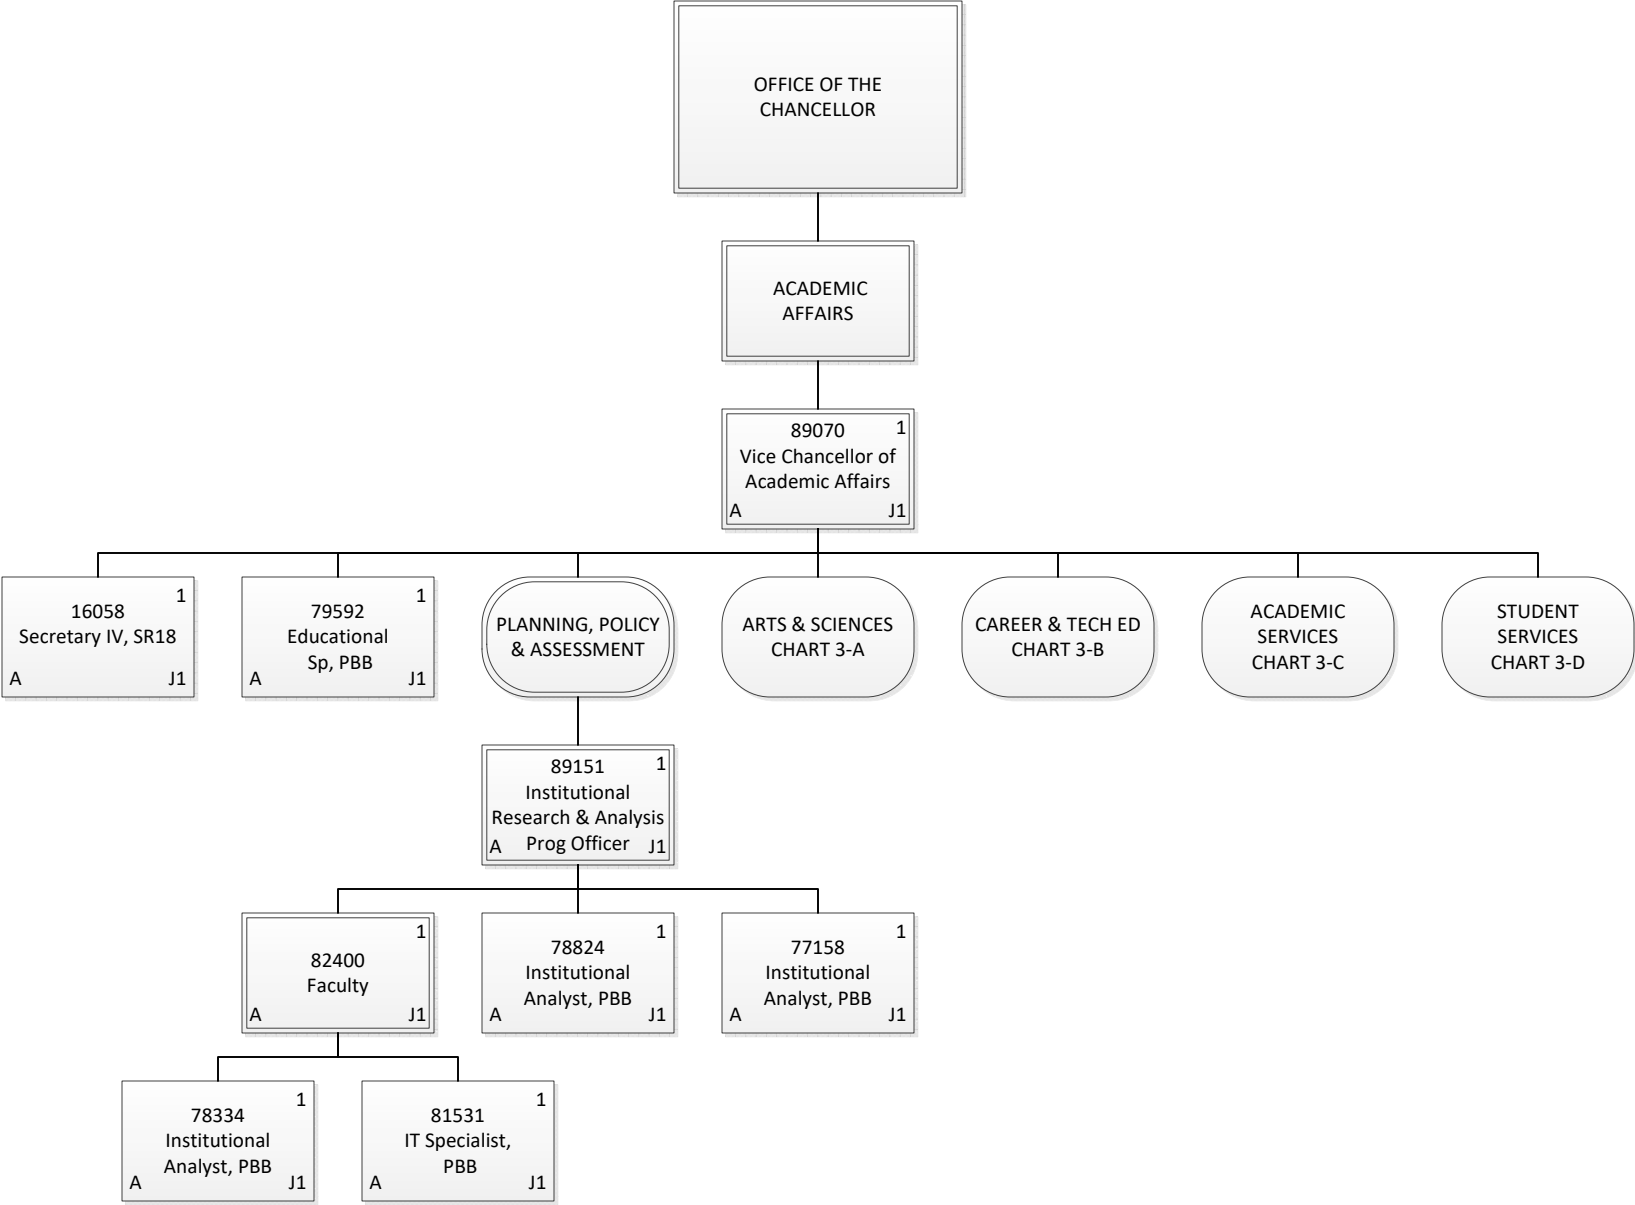 OFFICE OF THE
CHANCELLOR
ACADEMIC
AFFAIRS
89070 1
Vice Chancellor of
Academic Affairs
A J1
1
16058
Secretary IV, SR18
A J1
1
79592
Educational
Sp, PBB
A J1
PLANNING, POLICY
& ASSESSMENT
ARTS & SCIENCES
CHART 3-A
CAREER & TECH ED
CHART 3-B
ACADEMIC
SERVICES
CHART 3-C
STUDENT
SERVICES
CHART 3-D
89151 1
Institutional
Research & Analysis
A Prog Officer J1
1
82400
Faculty
A J1
1
78824
Institutional
Analyst, PBB
A J1
1
77158
Institutional
Analyst, PBB
A J1
1
78334
Institutional
Analyst, PBB
A J1
1
81531
IT Specialist,
PBB
A J1